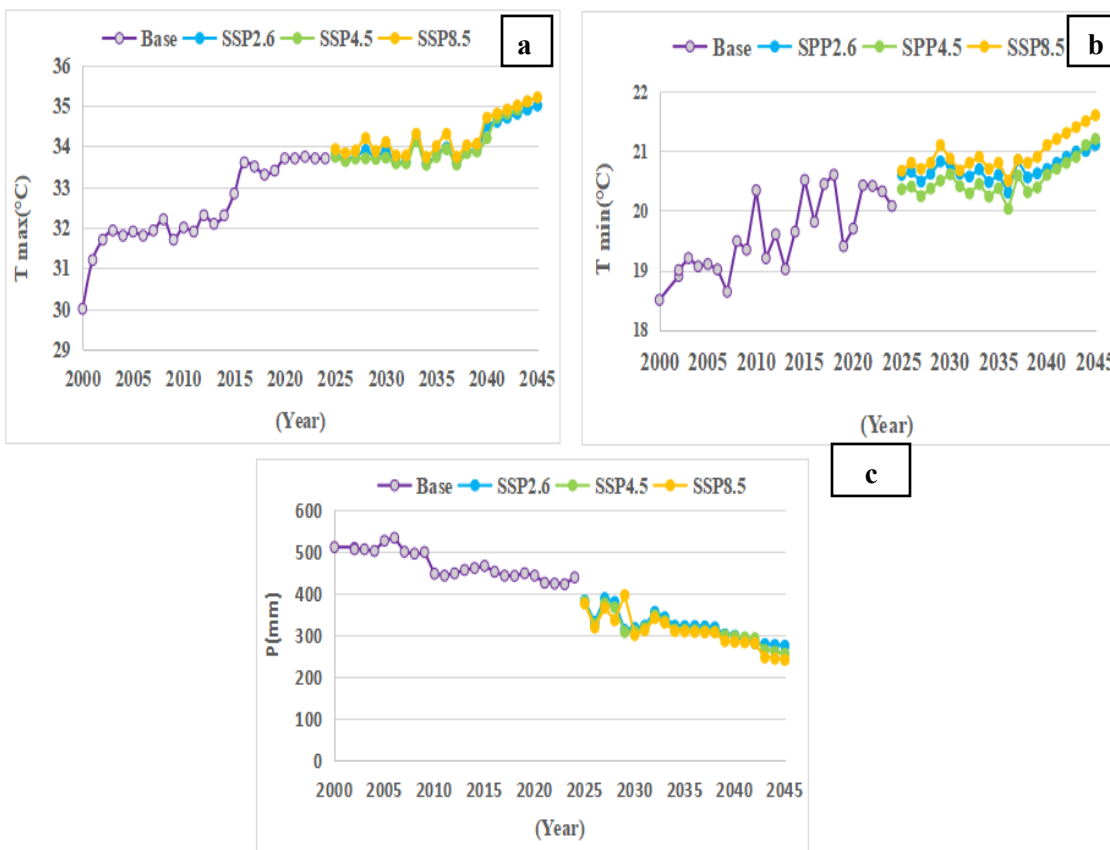 Base SSP2.6 SSP4.5 SSP8.5
a
T max(°C)
36
35
34
33
32
31
30
29
2000 2005 2010 2015 2020 2025 2030 2035 2040 2045
(Year)
Base SPP2.6 SPP4.5 SSP8.5
b
T min(°C)
22
21
20
19
18
2000 2005 2010 2015 2020 2025 2030 2035 2040 2045
(Year)
c
Base SSP2.6 SSP4.5 SSP8.5
P(mm)
600
500
400
300
200
100
0
2000 2005 2010 2015 2020 2025 2030 2035 2040 2045
(Year)